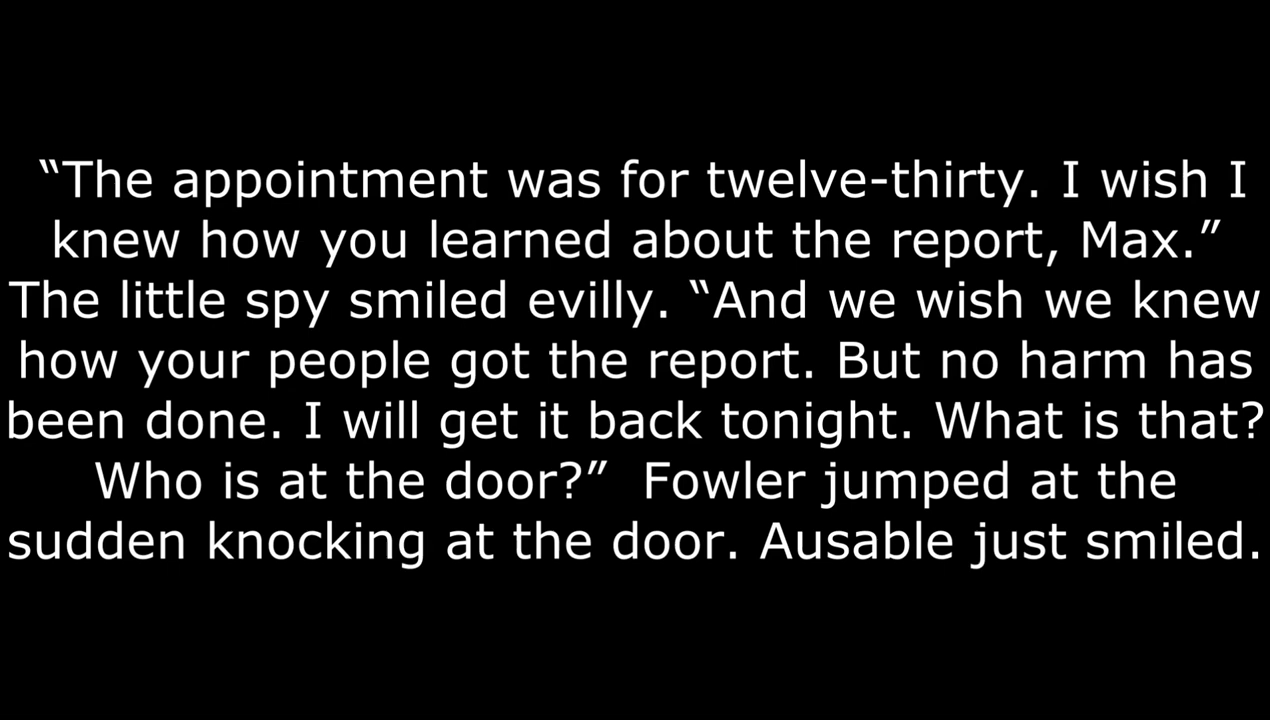 “The appointment was for twelve-thirty. I wish I
knew how you learned about the report, Max.”
The little spy smiled evilly. “And we wish we knew
how your people got the report. But no harm has
been done. I will get it back tonight. What is that?
Who is at the door?”  Fowler jumped at the
sudden knocking at the door. Ausable just smiled.